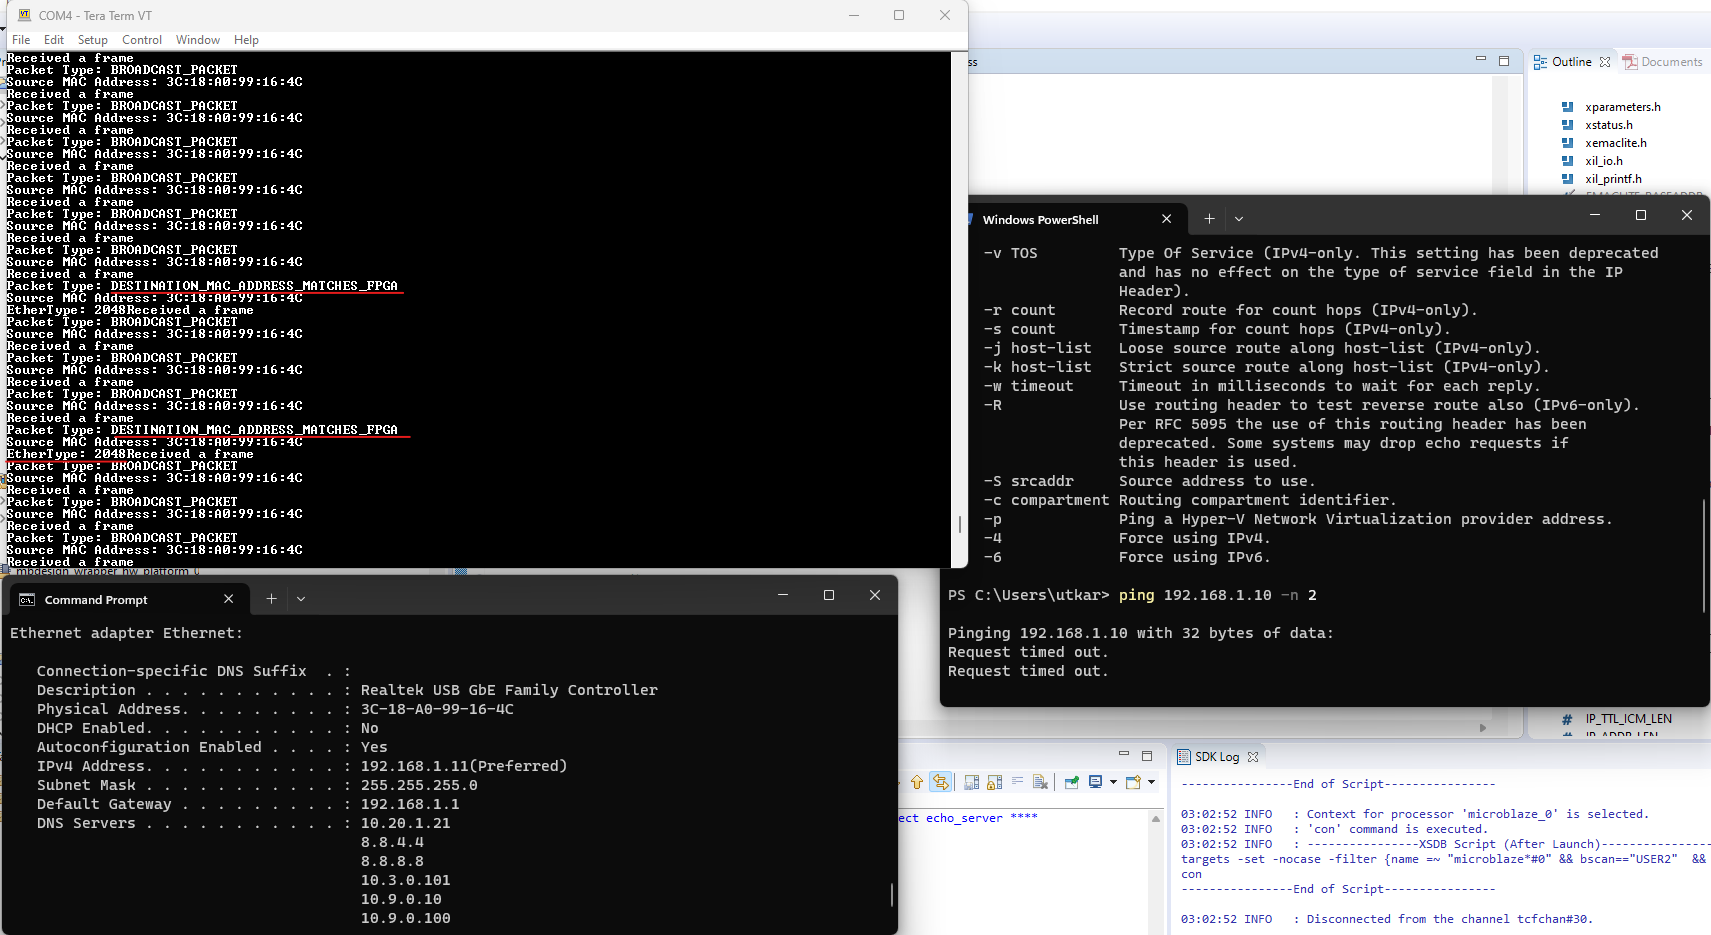 COM4 - Tera Term VT
File Edit Setup Control Window Help
Received a frame
Packet Type: BROADCAST_PACKET
Source MAC Address: 3C:18:A0:99:16:4C
Received a frame
Packet Type: BROADCAST_PACKET
Source MAC Address: 3C:18:A0:99:16:4C
Received a frame
Packet Type: BROADCAST_PACKET
Source MAC Address: 3C:18:A0:99:16:4C
Received a frame
Packet Type: BROADCAST_PACKET
Source MAC Address: 3C:18:A0:99:16:4C
Received a frame
Packet Type: BROADCAST_PACKET
Source MAC Address: 3C:18:A0:99:16:4C
Received a frame
Packet Type: BROADCAST_PACKET
Source MAC Address: 3C:18:A0:99:16:4C
Received a frame
Packet Type: DESTINATION_MAC_ADDRESS_MATCHES_FPGA
Source MAC Address: 3C:18:A0:99:16:4C
EtherType: 2048Received a frame
Packet Type: BROADCAST_PACKET
Source MAC Address: 3C:18:A0:99:16:4C
Received a frame
Packet Type: BROADCAST_PACKET
Source MAC Address: 3C:18:A0:99:16:4C
Received a frame
Packet Type: BROADCAST_PACKET
Source MAC Address: 3C:18:A0:99:16:4C
Received a frame
Packet Type: DESTINATION_MAC_ADDRESS_MATCHES_FPGA
Source MAC Address: 3C:18:A0:99:16:4C
EtherType: 2048Received a frame
Packet Type: BROADCAST_PACKET
Source MAC Address: 3C:18:A0:99:16:4C
Received a frame
Packet Type: BROADCAST_PACKET
Source MAC Address: 3C:18:A0:99:16:4C
Received a frame
Packet Type: BROADCAST_PACKET
Source MAC Address: 3C:18:A0:99:16:4C
Received a frame
mbdesign_wrapper_hw_platform_0
ss
Outline Documents
xparameters.h
xstatus.h
xemaclite.h
xil_io.h
xil_printf.h
Windows PowerShell
-v TOS Type Of Service (IPv4-only. This setting has been deprecated
and has no effect on the type of service field in the IP
Header).
-r count Record route for count hops (IPv4-only).
-s count Timestamp for count hops (IPv4-only).
-j host-list Loose source route along host-list (IPv4-only).
-k host-list Strict source route along host-list (IPv4-only).
-w timeout Timeout in milliseconds to wait for each reply.
-R Use routing header to test reverse route also (IPv6-only).
Per RFC 5095 the use of this routing header has been
deprecated. Some systems may drop echo requests if
this header is used.
-S srcaddr Source address to use.
-c compartment Routing compartment identifier.
-p Ping a Hyper-V Network Virtualization provider address.
-4 Force using IPv4.
-6 Force using IPv6.
PS C:\Users\utkar> ping 192.168.1.10 -n 2
Pinging 192.168.1.10 with 32 bytes of data:
Request timed out.
Request timed out.
Command Prompt
Ethernet adapter Ethernet:
Connection-specific DNS Suffix . :
Description . . . . . . . . . . . : Realtek USB GbE Family Controller
Physical Address. . . . . . . . . : 3C-18-A0-99-16-4C
DHCP Enabled. . . . . . . . . . . : No
Autoconfiguration Enabled . . . . : Yes
IPv4 Address. . . . . . . . . . . : 192.168.1.11(Preferred)
Subnet Mask . . . . . . . . . . . : 255.255.255.0
Default Gateway . . . . . . . . . : 192.168.1.1
DNS Servers . . . . . . . . . . . : 10.20.1.21
8.8.4.4
8.8.8.8
10.3.0.101
10.9.0.10
10.9.0.100
# IP_TTL_ICM_LEN
ect echo_server ****
SDK Log
----------------End of Script----------------
03:02:52 INFO : Context for processor 'microblaze_0' is selected.
03:02:52 INFO : 'con' command is executed.
03:02:52 INFO : ----------------XSDB Script (After Launch)----------------
targets -set -nocase -filter {name =~ "microblaze*#0" && bscan=="USER2" &&
con
----------------End of Script----------------
03:02:52 INFO : Disconnected from the channel tcfchan#30.